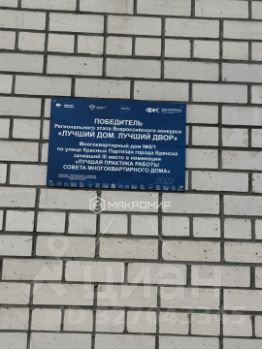 ПОБЕДИТЕЛЬ
Регионального этапа Всероссийского конкурса
«ЛУЧШИЙ ДОМ. ЛУЧШИЙ ДВОР»
Многоквартирный дом
по улице Красных Партизан города Брянска
занявший III место в номинации
«ЛУЧШАЯ ПРАКТИКА РАБОТЫ
СОВЕТА МНОГОКВАРТИРНОГО ДОМА»
МАКРОМИР
циан